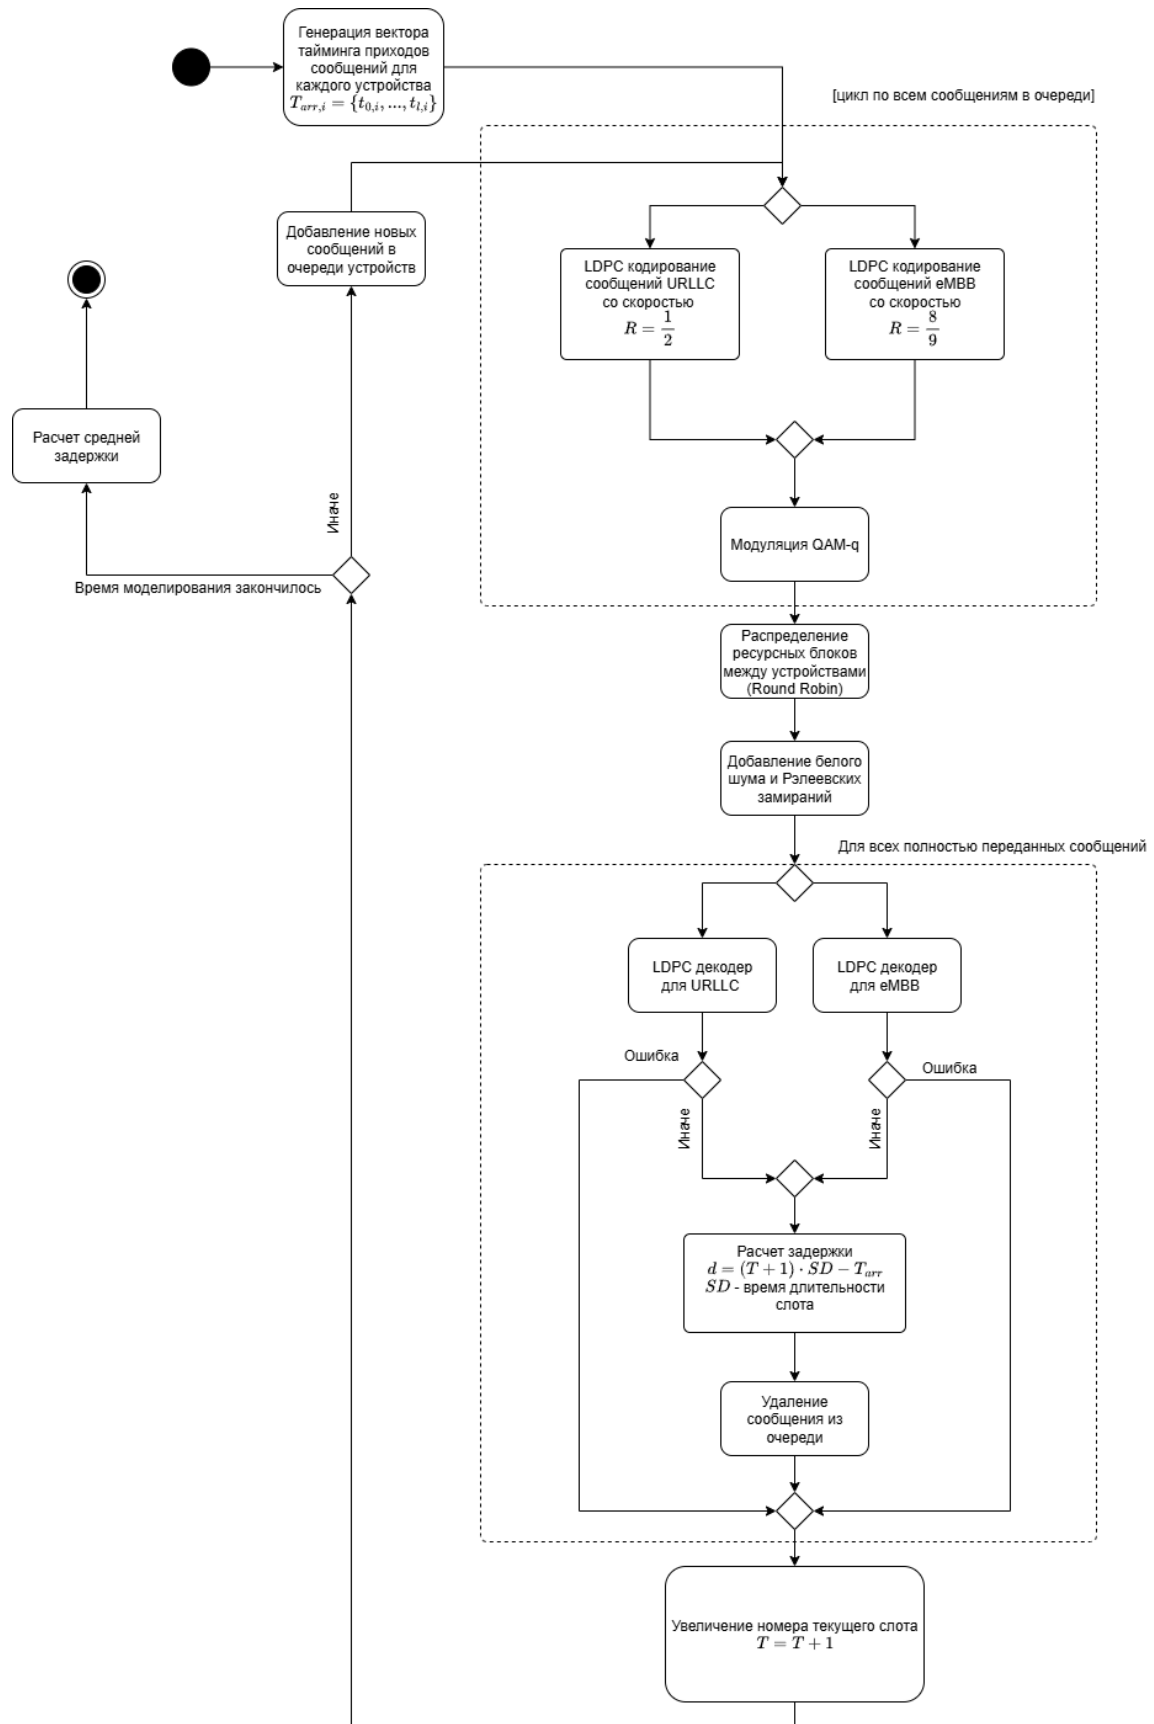 Генерация вектора
тайминга приходов
сообщений для
каждого устройства
$T_{arr,i} = \{t_{0,i}, ..., t_{l,i}\}$
[цикл по всем сообщениям в очереди]
Добавление новых
сообщений в
очереди устройств
LDPC кодирование
сообщений URLLC
со скоростью
$R = \frac{1}{2}$
LDPC кодирование
сообщений eMBB
со скоростью
$R = \frac{8}{9}$
Расчет средней
задержки
Иначе
Время моделирования закончилось
Модуляция QAM-q
Распределение
ресурсных блоков
между устройствами
(Round Robin)
Добавление белого
шума и Рэлеевских
замираний
Для всех полностью переданных сообщений
LDPC декодер
для URLLC
LDPC декодер
для eMBB
Ошибка
Ошибка
Иначе
Иначе
Расчет задержки
$d = (T + 1) \cdot SD - T_{arr}$
$SD$ - время длительности
слота
Удаление
сообщения из
очереди
Увеличение номера текущего слота
$T = T + 1$